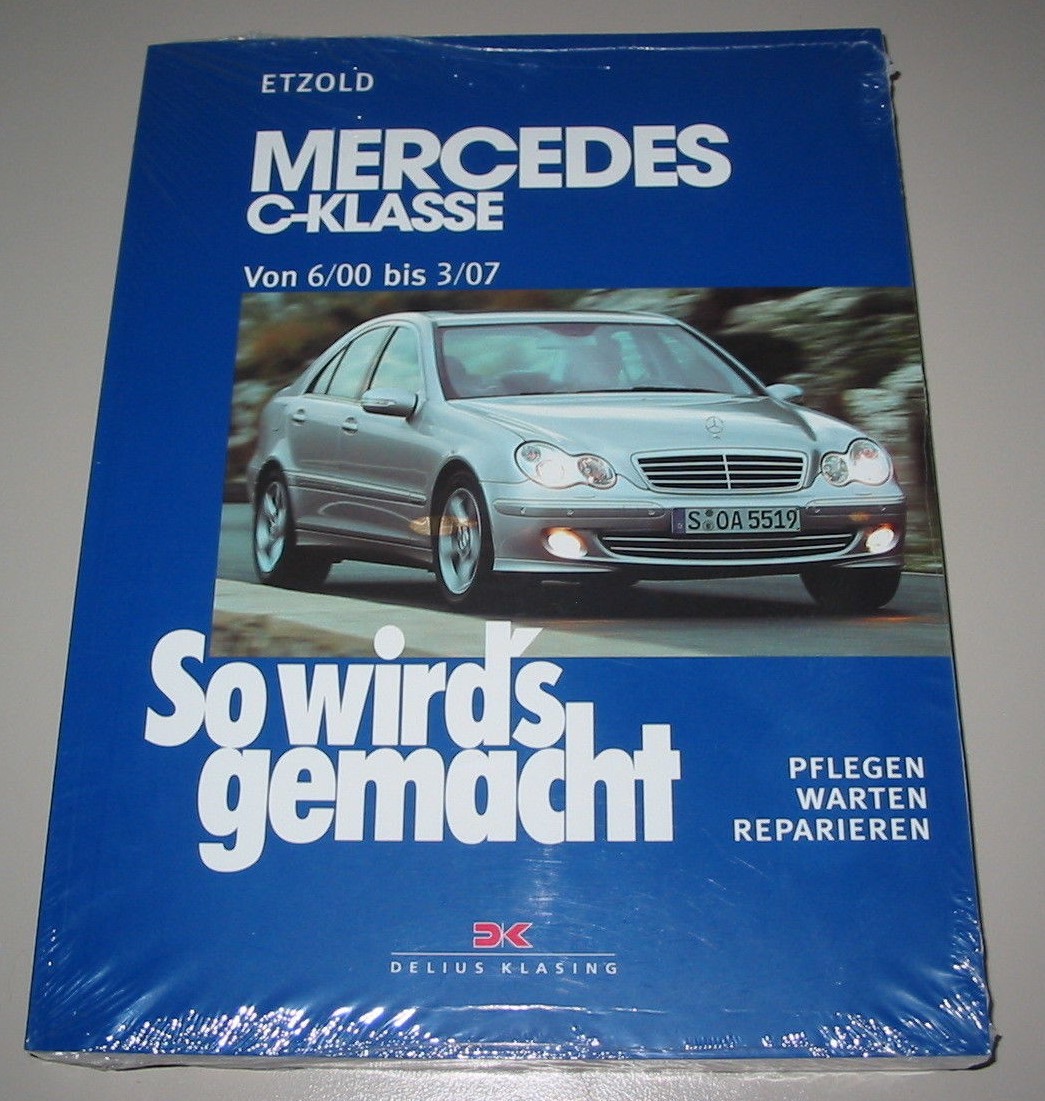 ETZOLD
MERCEDES
C-KLASSE
Von 6/00 bis 3/07
S OA 5519
So wird's
gemacht
PFLEGEN
WARTEN
REPARIEREN
DK
DELIUS KLASING